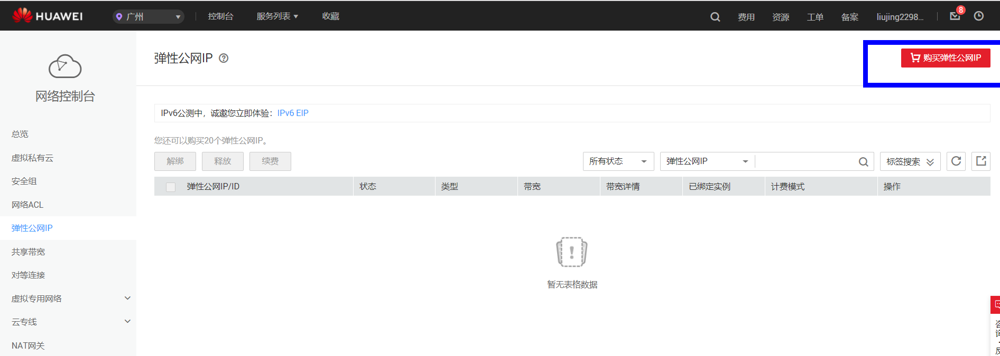 HUAWEI 广州 控制台 服务列表 收藏 费用 资源 工单 备案 liujing2298... 8
弹性公网IP
购买弹性公网IP
网络控制台
总览
虚拟私有云
安全组
网络ACL
弹性公网IP
共享带宽
对等连接
虚拟专用网络
云专线
NAT网关
IPv6公测中，诚邀您立即体验：IPv6 EIP
您还可以购买20个弹性公网IP。
解绑 释放 续费 所有状态 弹性公网IP 标签搜索
弹性公网IP/ID 状态 类型 带宽 带宽详情 已绑定实例 计费模式 操作
暂无表格数据
咨
询
·
反